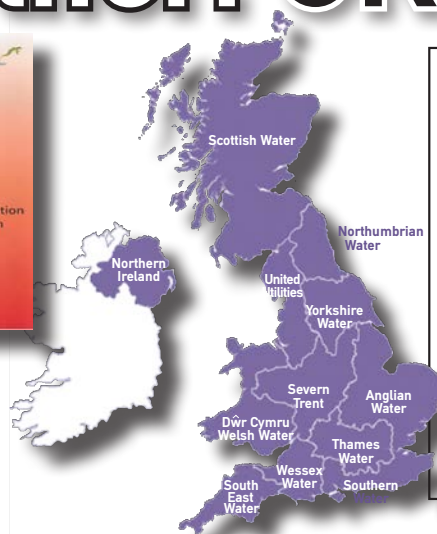 Scottish Water
Northumbrian
Water
Northern
Ireland
United
Utilities
Yorkshire
Water
Severn
Trent
Anglian
Water
Dŵr Cymru
Welsh Water
Thames
Water
Wessex
Water
Southern
Water
South
East
Water